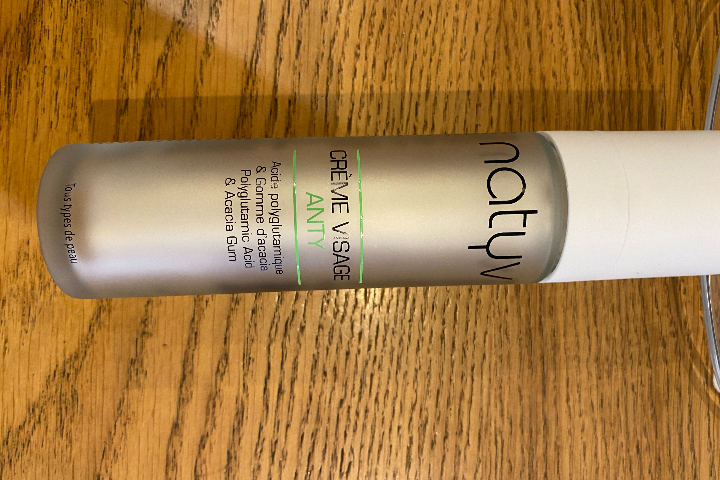 natyv
CRÈME VISAGE
ANTY
Acide polyglutamique
& Gomme d'acacia
Polyglutamic Acid
& Acacia Gum
Tous types de peau